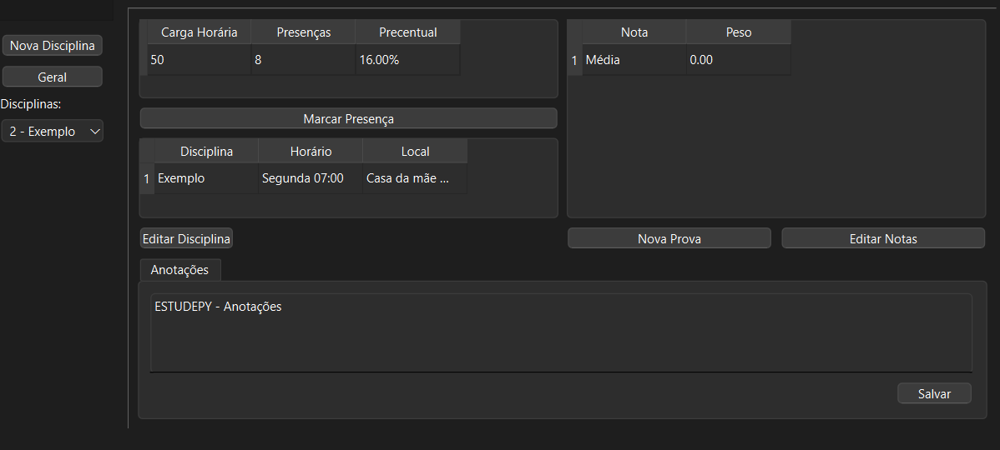 Nova Disciplina
Geral
Disciplinas:
2 - Exemplo
Carga Horária Presenças Precentual
50 8 16.00%
Marcar Presença
Disciplina Horário Local
1 Exemplo Segunda 07:00 Casa da mãe ...
Editar Disciplina
Nota Peso
1 Média 0.00
Nova Prova Editar Notas
Anotações
ESTUDEPY - Anotações
Salvar